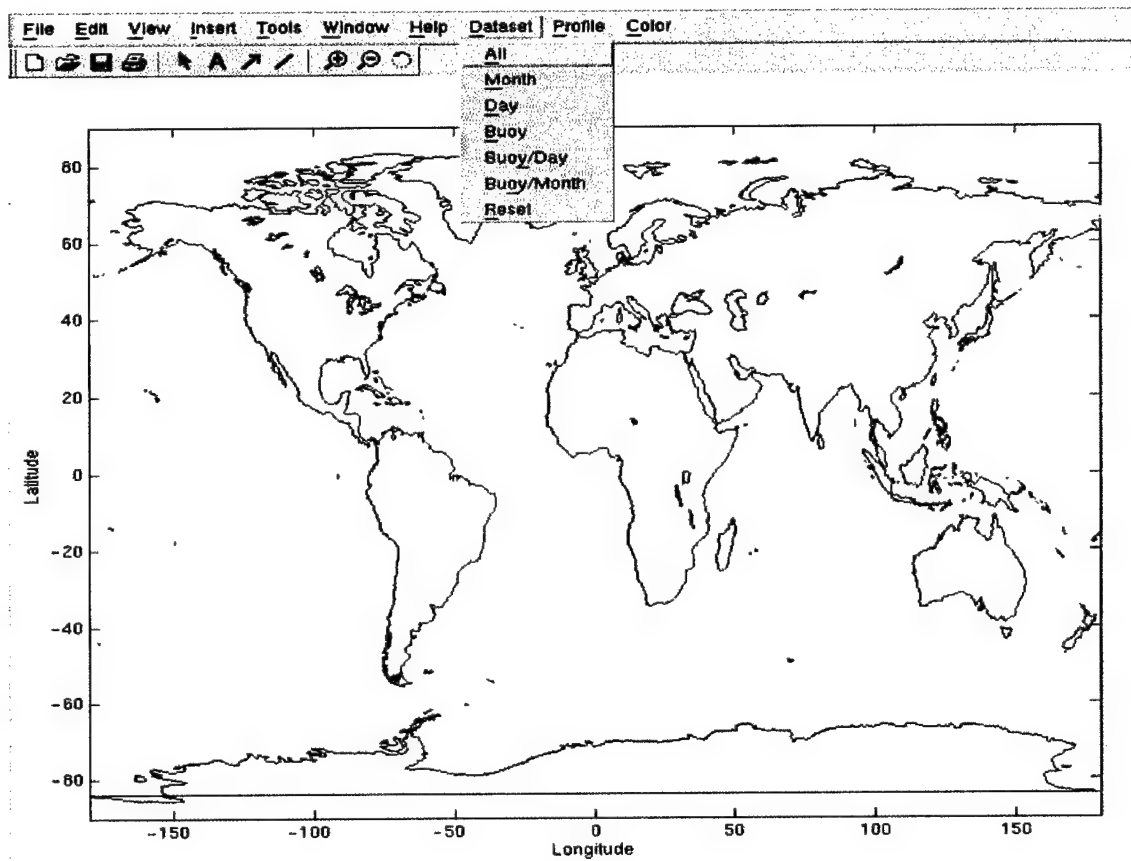 File Edit View Insert Tools Window Help Dataset Profile Color
A
All
Month
Day
Buoy
Buoy/Day
Buoy/Month
Reset
80
60
40
20
0
-20
-40
-60
-80
Latitude
-150 -100 -50 0 50 100 150
Longitude